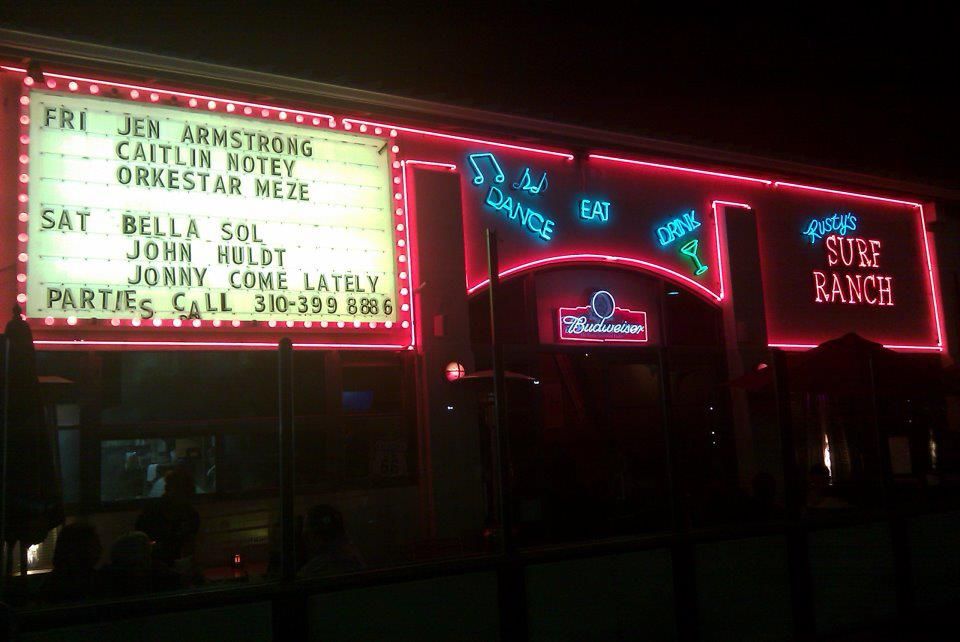 FRI JEN ARMSTRONG
CAITLIN NOTEY
ORKESTAR MEZE
SAT BELLA SOL
JOHN HULDT
JONNY COME LATELY
PARTIES CALL 310-399 8886
DANCE
EAT
DRINK
Budweiser
Rusty's
SURF
RANCH
66